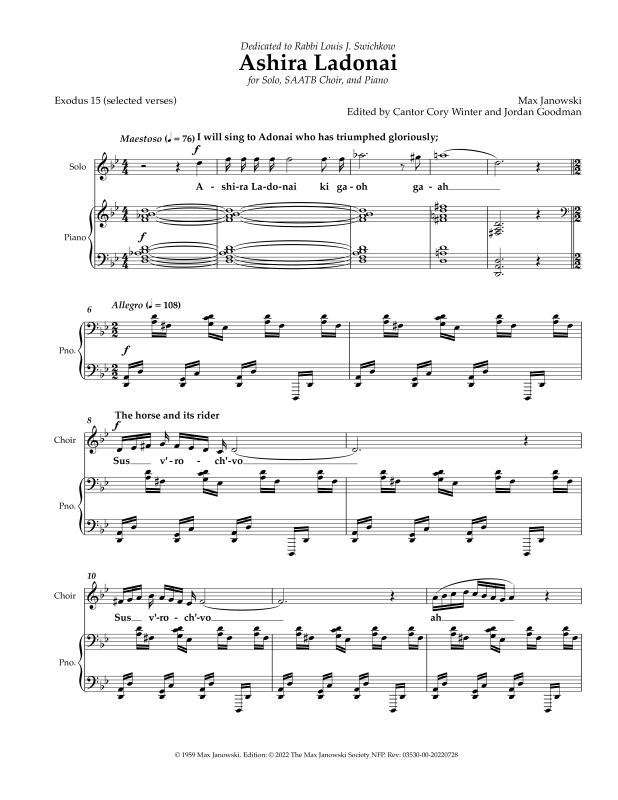 Dedicated to Rabbi Louis J. Swichkow
Ashira Ladonai
for Solo, SAATB Choir, and Piano
Exodus 15 (selected verses)
Max Janowski
Edited by Cantor Cory Winter and Jordan Goodman
Maestoso (♩ = 76) I will sing to Adonai who has triumphed gloriously;
f
Solo
A - shi-ra La-do-nai ki ga-oh ga - ah
f
Piano
6 Allegro (♩ = 108)
f
Pno.
8 The horse and its rider
f
Choir
Sus v'-ro - ch'-vo
Pno.
10
Choir
Sus v'-ro - ch'-vo ah
Pno.
© 1959 Max Janowski. Edition: © 2022 The Max Janowski Society NFP. Rev: 03530-00-20220728